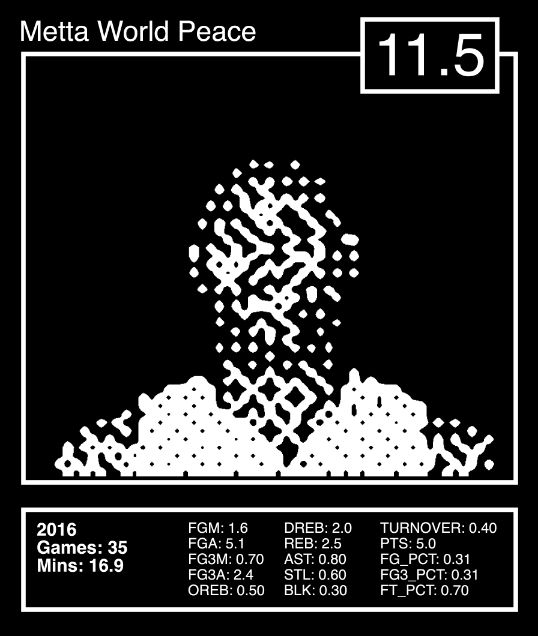 Metta World Peace
11.5
2016
Games: 35
Mins: 16.9
FGM: 1.6
FGA: 5.1
FG3M: 0.70
FG3A: 2.4
OREB: 0.50
DREB: 2.0
REB: 2.5
AST: 0.80
STL: 0.60
BLK: 0.30
TURNOVER: 0.40
PTS: 5.0
FG_PCT: 0.31
FG3_PCT: 0.31
FT_PCT: 0.70